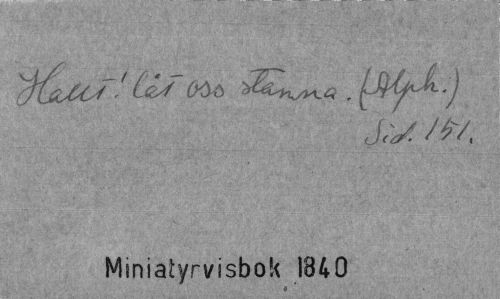 Halt! låt oss stanna. (Alph.)
Sid. 151.
Miniatyrvisbok 1840